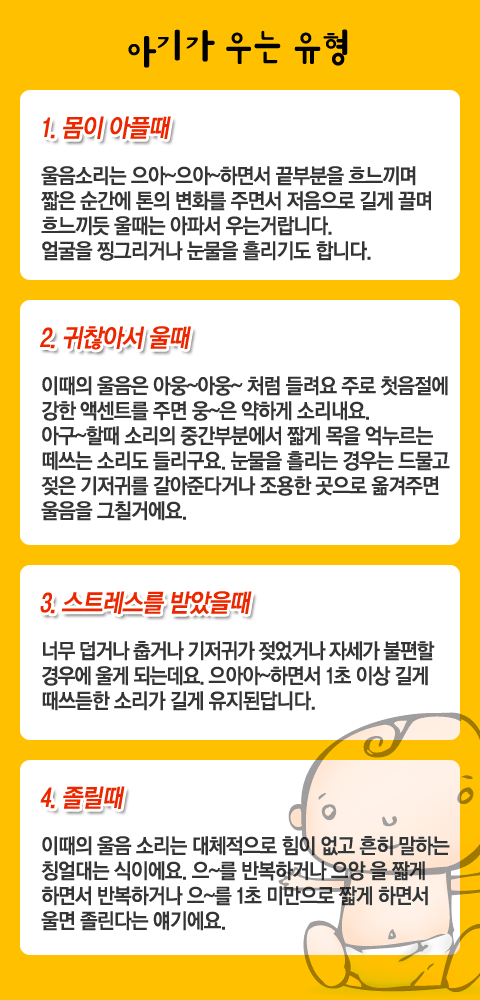 아기가 우는 유형
1. 몸이 아플때
울음소리는 으아~으아~하면서 끝부분을 흐느끼며
짧은 순간에 톤의 변화를 주면서 저음으로 길게 끌며
흐느끼듯 울때는 아파서 우는거랍니다.
얼굴을 찡그리거나 눈물을 흘리기도 합니다.
2. 귀찮아서 울때
이때의 울음은 아웅~아웅~ 처럼 들려요 주로 첫음절에
강한 액센트를 주면 웅~은 약하게 소리내요.
아구~할때 소리의 중간부분에서 짧게 목을 억누르는
떼쓰는 소리도 들리구요. 눈물을 흘리는 경우는 드물고
젖은 기저귀를 갈아준다거나 조용한 곳으로 옮겨주면
울음을 그칠거에요.
3. 스트레스를 받았을때
너무 덥거나 춥거나 기저귀가 젖었거나 자세가 불편할
경우에 울게 되는데요. 으아아~하면서 1초 이상 길게
때쓰듣한 소리가 길게 유지된답니다.
4. 졸릴때
이때의 울음 소리는 대체적으로 힘이 없고 흔히 말하는
칭얼대는 식이에요. 으~를 반복하거나 으앙 을 짧게
하면서 반복하거나 으~를 1초 미만으로 짧게 하면서
울면 졸린다는 얘기에요.